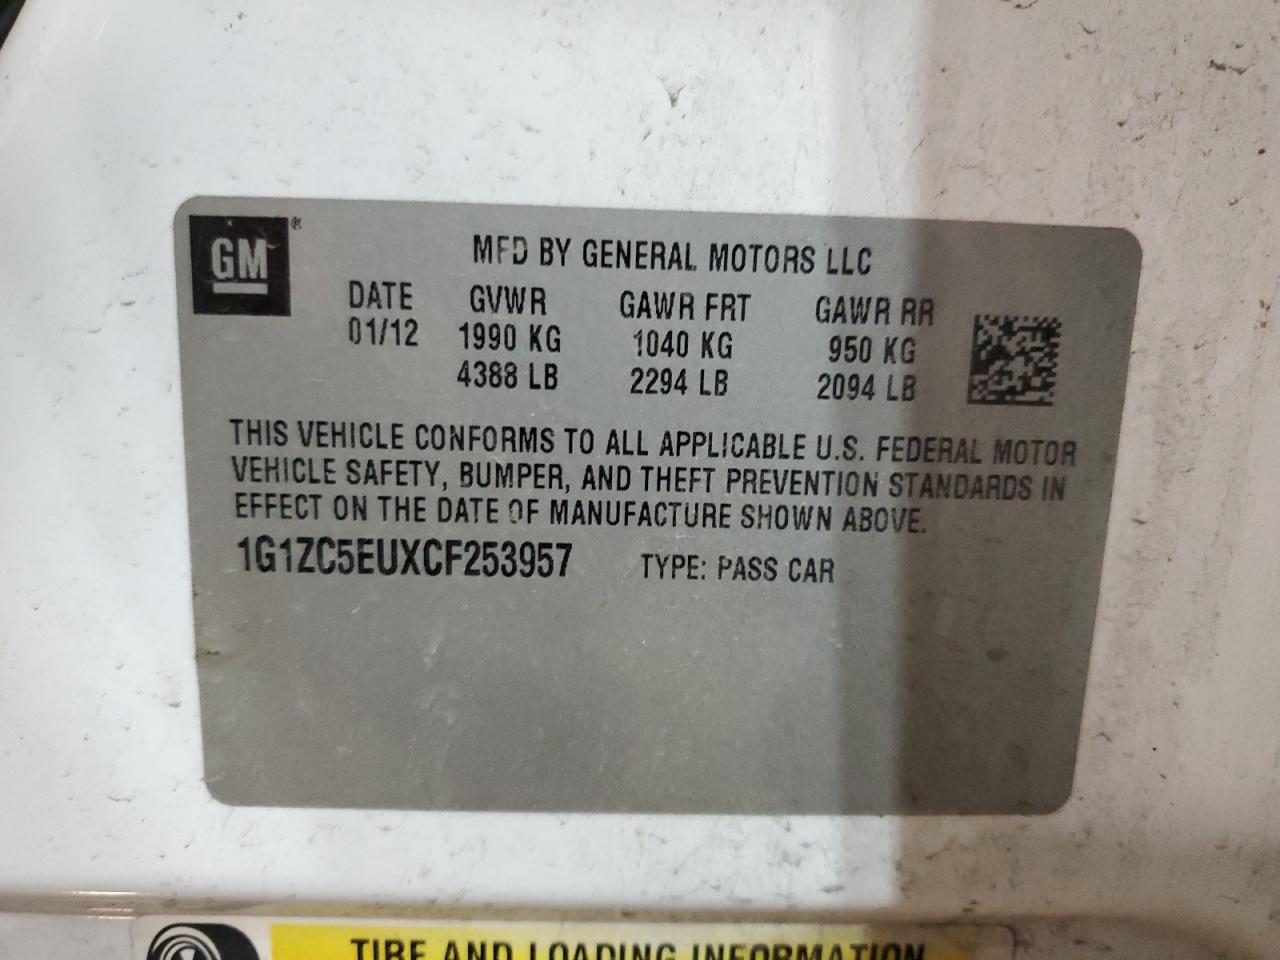 GM®
MFD BY GENERAL MOTORS LLC
DATE GVWR GAWR FRT GAWR RR
01/12 1990 KG 1040 KG 950 KG
4388 LB 2294 LB 2094 LB
THIS VEHICLE CONFORMS TO ALL APPLICABLE U.S. FEDERAL MOTOR
VEHICLE SAFETY, BUMPER, AND THEFT PREVENTION STANDARDS IN
EFFECT ON THE DATE OF MANUFACTURE SHOWN ABOVE.
1G1ZC5EUXCF253957 TYPE: PASS CAR
TIRE AND LOADING INFORMATION